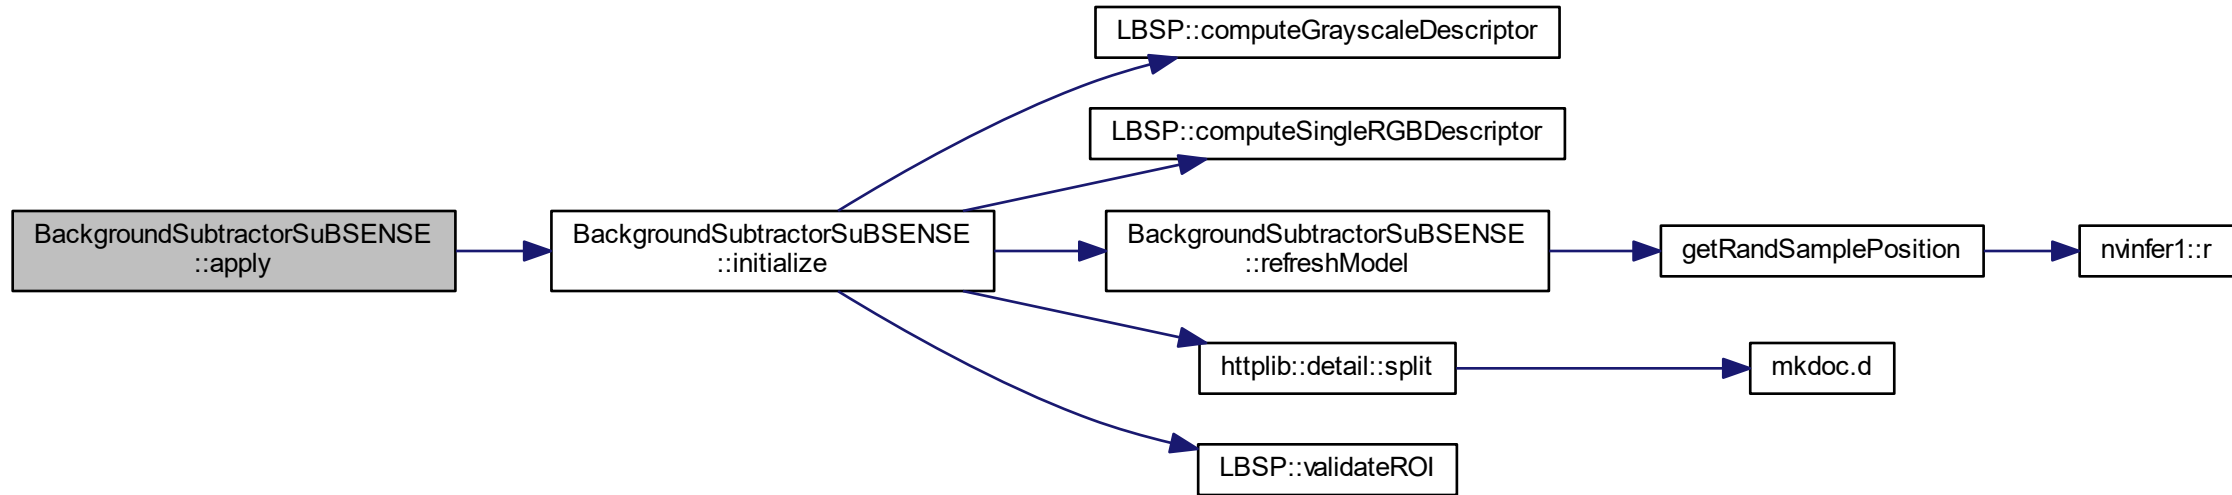 BackgroundSubtractorSuBSENSE
::apply
BackgroundSubtractorSuBSENSE
::initialize
LBSP::computeGrayscaleDescriptor
LBSP::computeSingleRGBDescriptor
BackgroundSubtractorSuBSENSE
::refreshModel
getRandSamplePosition
nvinfer1::r
httplib::detail::split
mkdoc.d
LBSP::validateROI